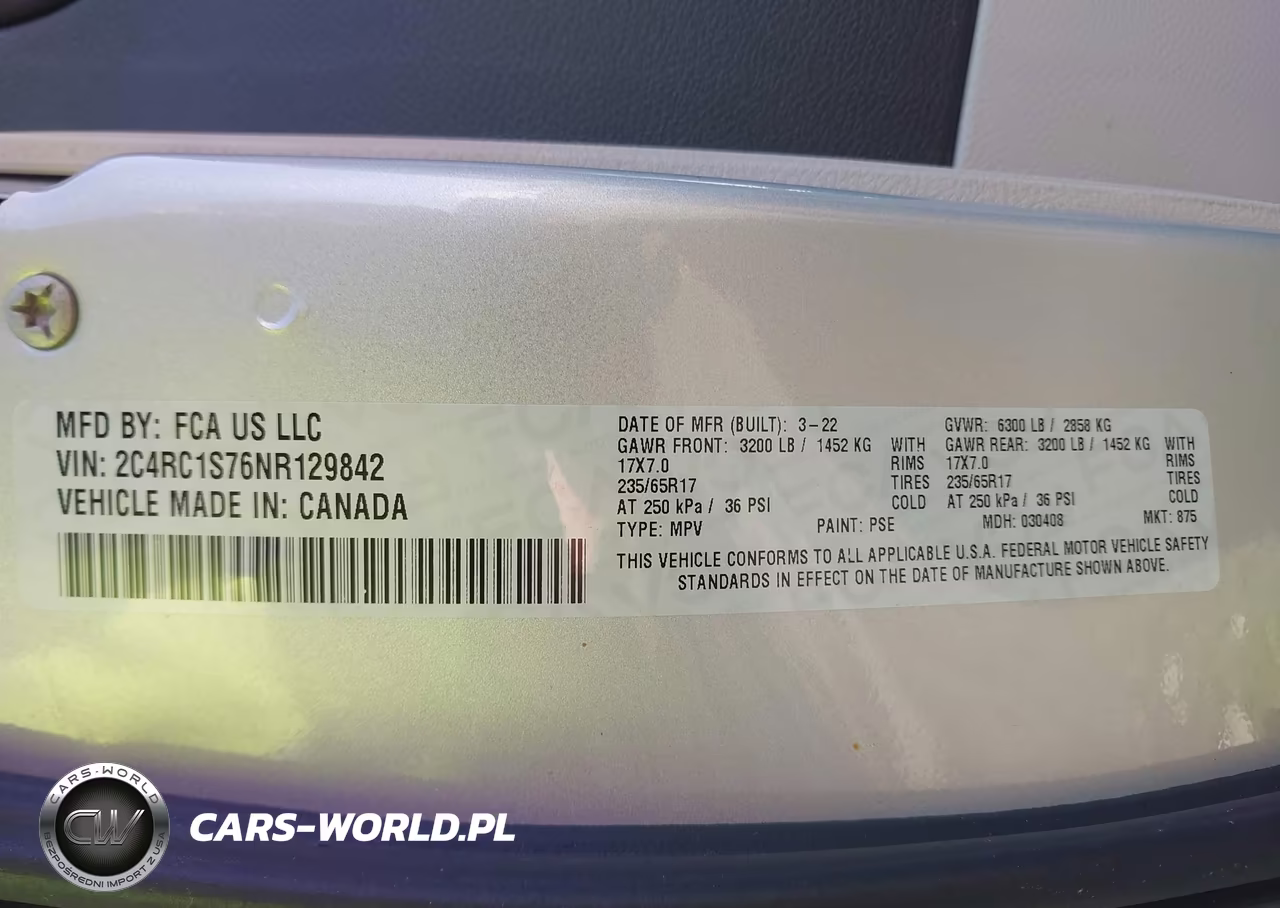 MFD BY: FCA US LLC
VIN: 2C4RC1S76NR129842
VEHICLE MADE IN: CANADA
DATE OF MFR (BUILT): 3-22 GVWR: 6300 LB / 2858 KG
GAWR FRONT: 3200 LB / 1452 KG WITH GAWR REAR: 3200 LB / 1452 KG WITH
17X7.0 RIMS 17X7.0 RIMS
235/65R17 TIRES 235/65R17 TIRES
AT 250 kPa / 36 PSI COLD AT 250 kPa / 36 PSI COLD
TYPE: MPV PAINT: PSE MDH: 030408 MKT: 875
THIS VEHICLE CONFORMS TO ALL APPLICABLE U.S.A. FEDERAL MOTOR VEHICLE SAFETY
STANDARDS IN EFFECT ON THE DATE OF MANUFACTURE SHOWN ABOVE.
CARS-WORLD
CW
BEZPOŚREDNI IMPORT Z USA
CARS-WORLD.PL